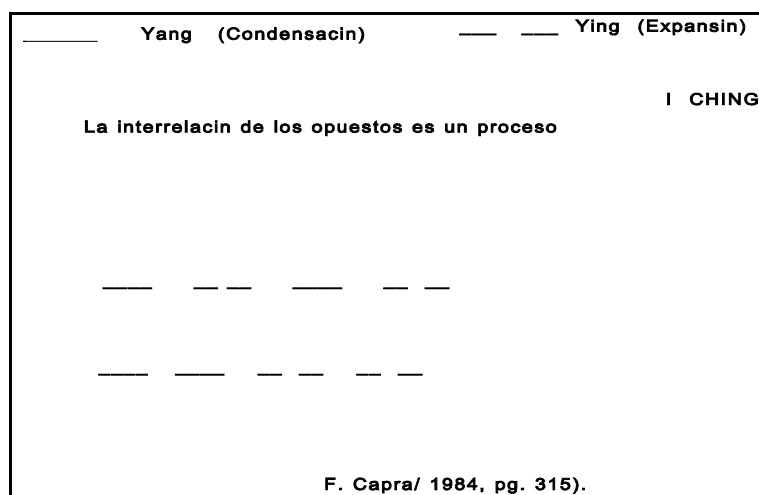 Yang (Condensacin) Ying (Expansin)
I CHING
La interrelacin de los opuestos es un proceso
F. Capra/ 1984, pg. 315).